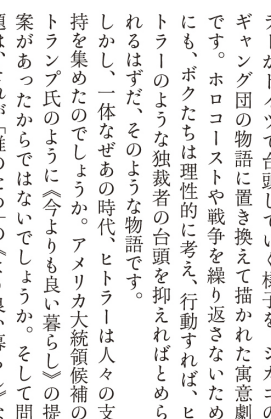 ラーがドイツで台頭していく様子を、シカゴ
ギャング団の物語に置き換えて描かれた寓意劇
です。ホロコーストや戦争を繰り返さないため
にも、ボクたちは理性的に考え、行動すれば、ヒ
トラーのような独裁者の台頭を抑えればとめら
れるはずだ、そのような物語です。
しかし、一体なぜあの時代、ヒトラーは人々の支
持を集めたのでしょうか。アメリカ大統領候補の
トランプ氏のように《今よりも良い暮らし》の提
案があったからではないでしょうか。そして問